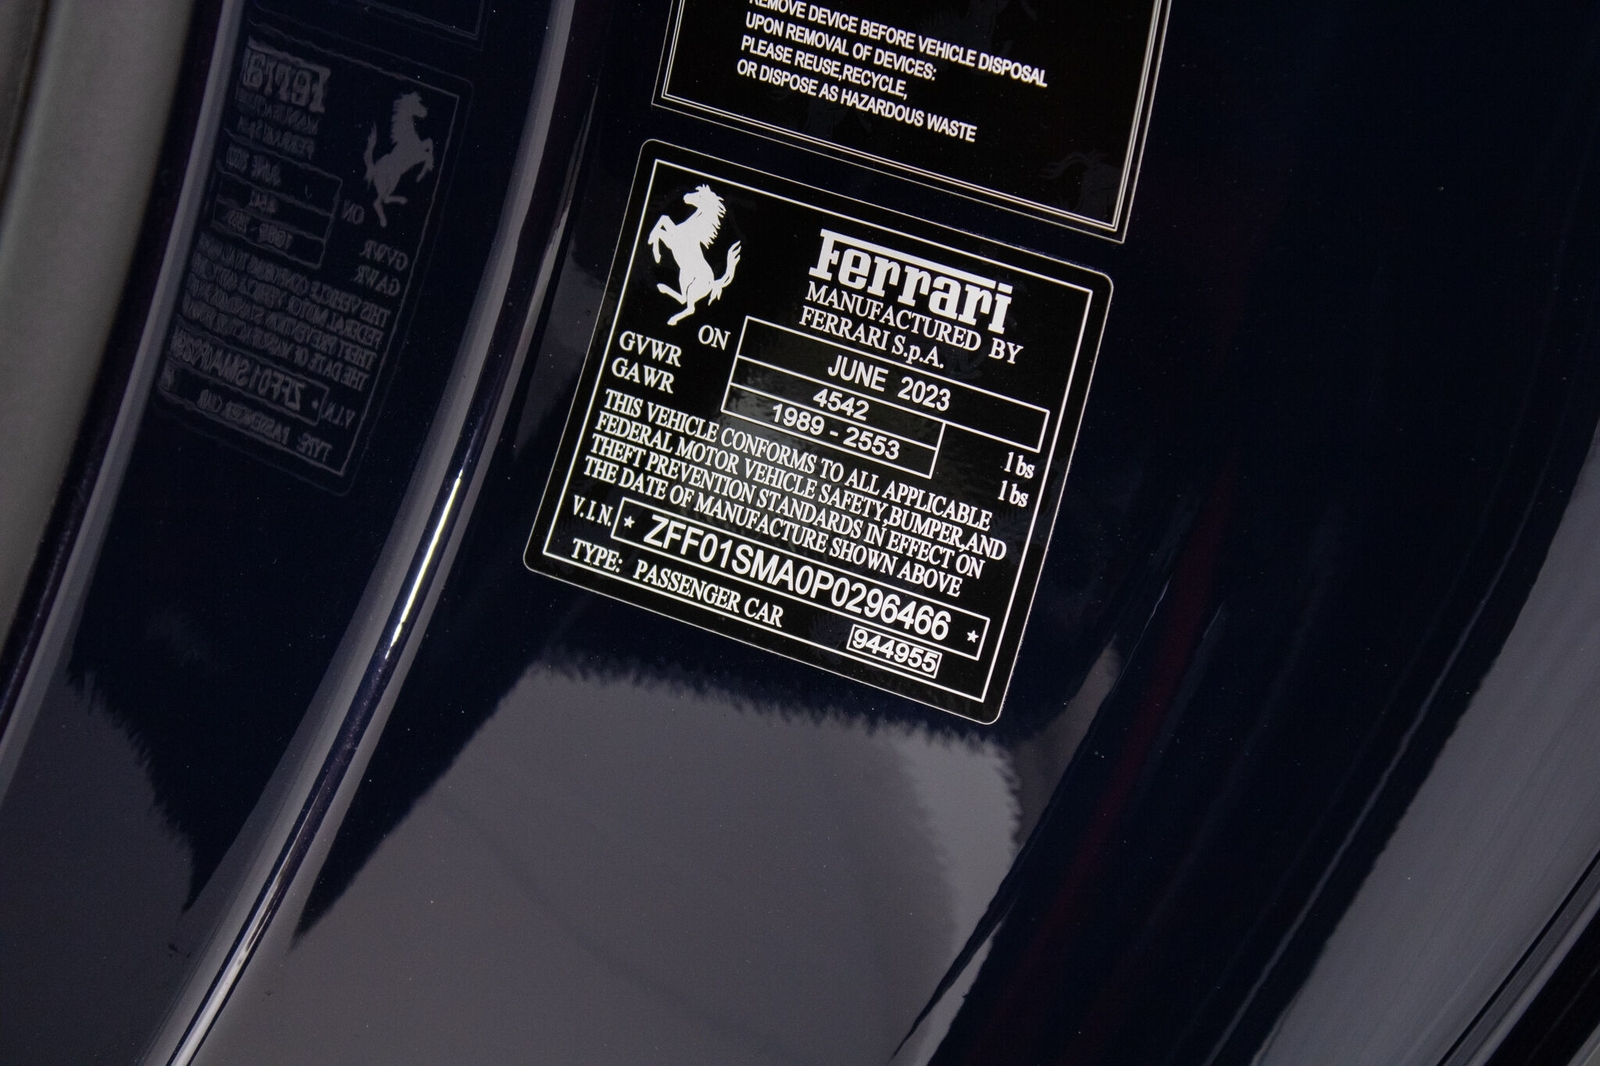 REMOVE DEVICE BEFORE VEHICLE DISPOSAL
UPON REMOVAL OF DEVICES:
PLEASE REUSE,RECYCLE,
OR DISPOSE AS HAZARDOUS WASTE
Ferrari
MANUFACTURED BY
FERRARI S.p.A.
ON JUNE 2023
GVWR 4542 lbs
GAWR 1989 - 2553 lbs
THIS VEHICLE CONFORMS TO ALL APPLICABLE
FEDERAL MOTOR VEHICLE SAFETY,BUMPER,AND
THEFT PREVENTION STANDARDS IN EFFECT ON
THE DATE OF MANUFACTURE SHOWN ABOVE
V.I.N. * ZFF01SMA0P0296466 *
TYPE: PASSENGER CAR
944955